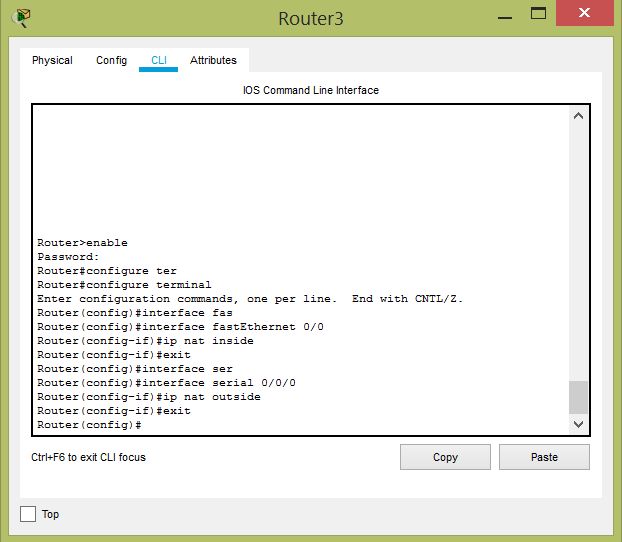 Router3
Physical Config CLI Attributes
IOS Command Line Interface
Router>enable
Password:
Router#configure ter
Router#configure terminal
Enter configuration commands, one per line.  End with CNTL/Z.
Router(config)#interface fas
Router(config)#interface fastEthernet 0/0
Router(config-if)#ip nat inside
Router(config-if)#exit
Router(config)#interface ser
Router(config)#interface serial 0/0/0
Router(config-if)#ip nat outside
Router(config-if)#exit
Router(config)#
Ctrl+F6 to exit CLI focus Copy Paste
Top